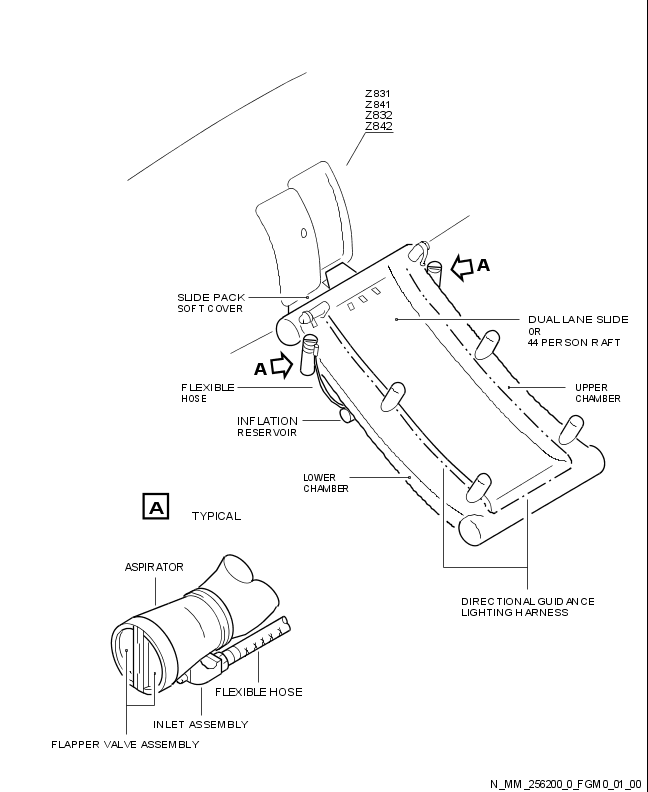 Z831
Z841
Z832
Z842
A
SLIDE PACK
SOFT COVER
DUAL LANE SLIDE
OR
44 PERSON RAFT
A
FLEXIBLE
HOSE
UPPER
CHAMBER
INFLATION
RESERVOIR
LOWER
CHAMBER
A
TYPICAL
ASPIRATOR
DIRECTIONAL GUIDANCE
LIGHTING HARNESS
FLEXIBLE HOSE
INLET ASSEMBLY
FLAPPER VALVE ASSEMBLY
N_MM_256200_0_FGM0_01_00